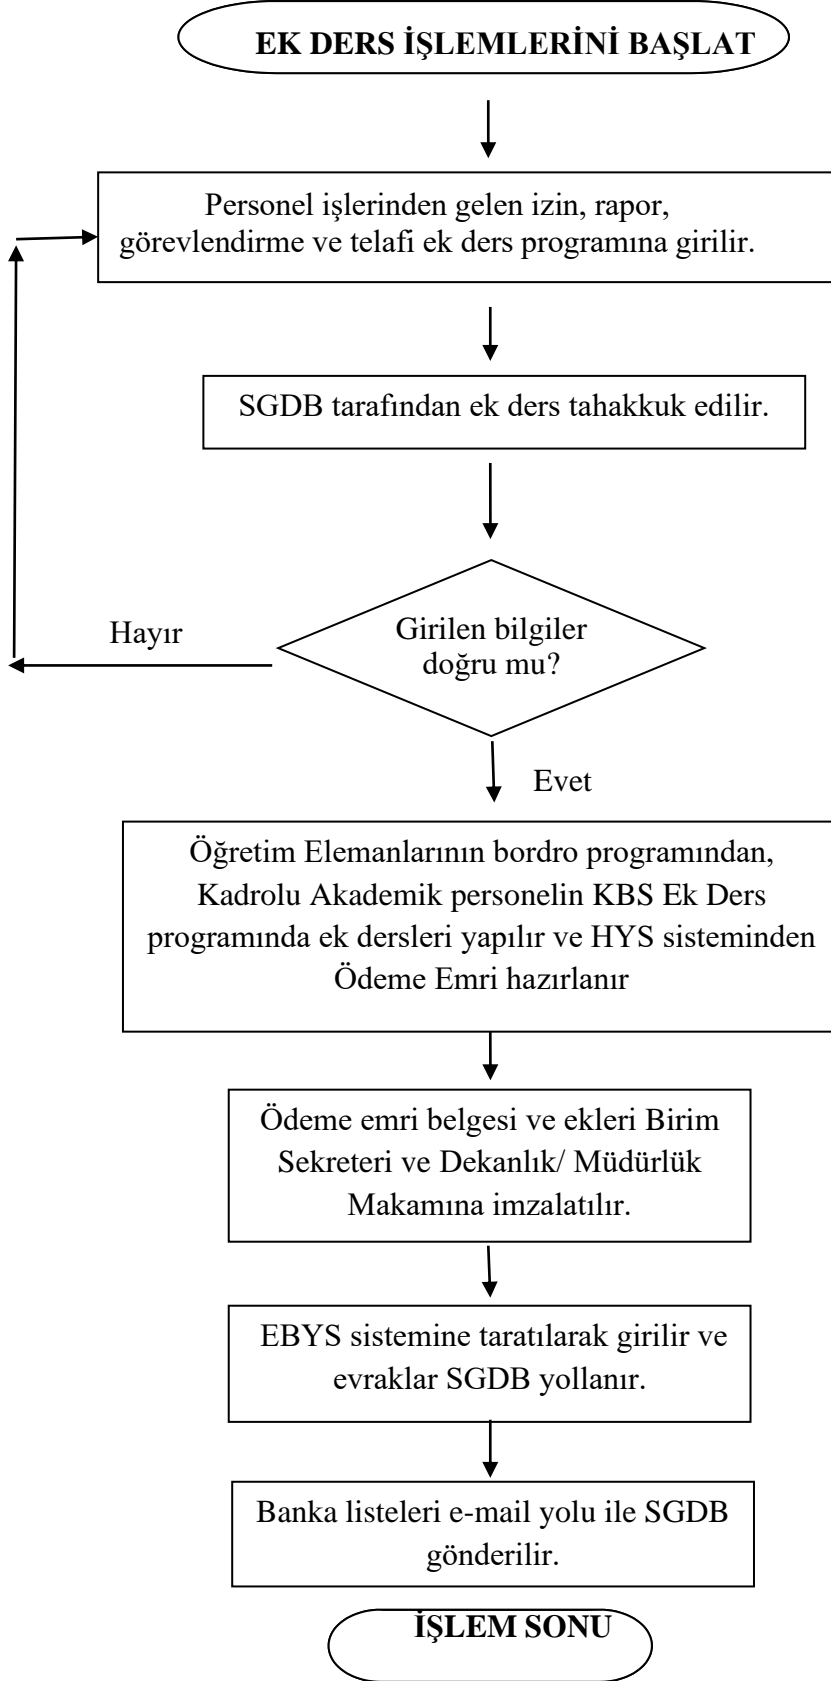 EK DERS İŞLEMLERİNİ BAŞLAT
Personel işlerinden gelen izin, rapor,
görevlendirme ve telafi ek ders programına girilir.
SGDB tarafından ek ders tahakkuk edilir.
Girilen bilgiler
doğru mu?
Hayır
Evet
Öğretim Elemanlarının bordro programından,
Kadrolu Akademik personelin KBS Ek Ders
programında ek dersleri yapılır ve HYS sisteminden
Ödeme Emri hazırlanır
Ödeme emri belgesi ve ekleri Birim
Sekreteri ve Dekanlık/ Müdürlük
Makamına imzalatılır.
EBYS sistemine taratılarak girilir ve
evraklar SGDB yollanır.
Banka listeleri e-mail yolu ile SGDB
gönderilir.
İŞLEM SONU